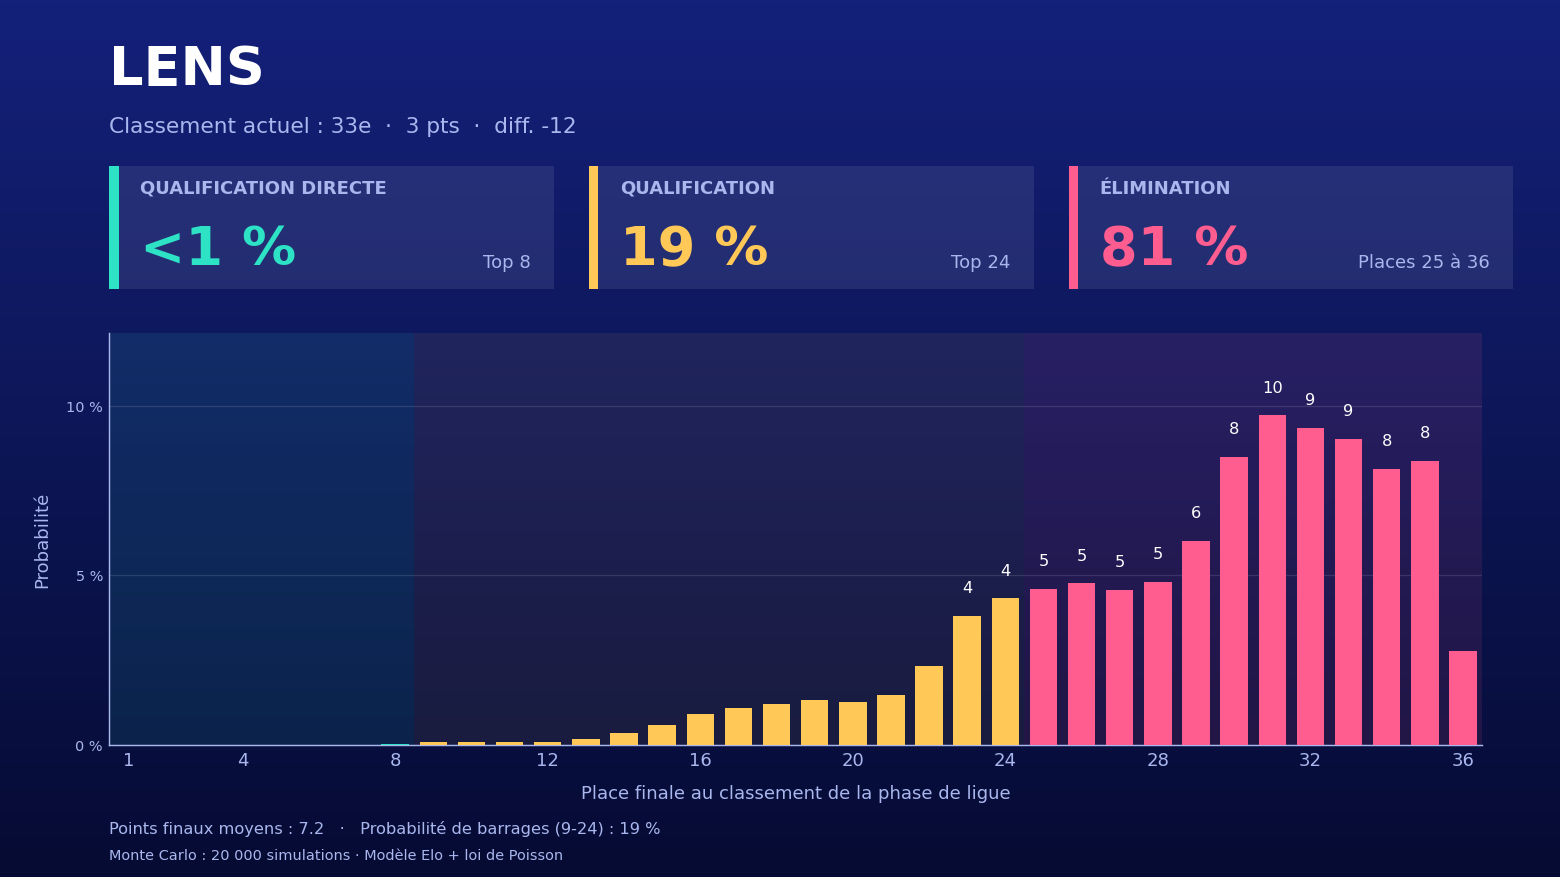 LENS
Classement actuel : 33e · 3 pts · diff. -12
QUALIFICATION DIRECTE
<1 %
Top 8
QUALIFICATION
19 %
Top 24
ÉLIMINATION
81 %
Places 25 à 36
Probabilité
10 %
5 %
0 %
4
4
5
5
5
5
6
8
10
9
9
8
8
1 4 8 12 16 20 24 28 32 36
Place finale au classement de la phase de ligue
Points finaux moyens : 7.2 · Probabilité de barrages (9-24) : 19 %
Monte Carlo : 20 000 simulations · Modèle Elo + loi de Poisson